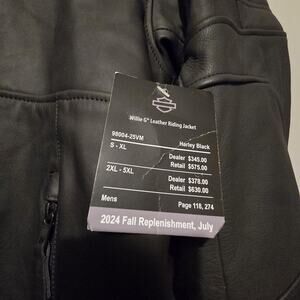 Willie G® Leather Riding Jacket
98004-25VM Harley Black
S - XL
Dealer $345.00
Retail $575.00
2XL - 5XL
Dealer $378.00
Retail $630.00
Mens Page 118, 274
2024 Fall Replenishment, July